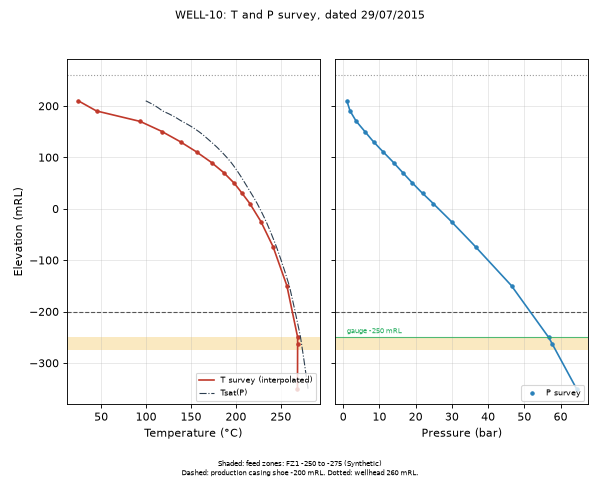 WELL-10: T and P survey, dated 29/07/2015
Elevation (mRL)
200
100
0
−100
−200
−300
gauge -250 mRL
T survey (interpolated)
Tsat(P)
P survey
50 100 150 200 250
0 10 20 30 40 50 60
Temperature (°C)
Pressure (bar)
Shaded: feed zones: FZ1 -250 to -275 (Synthetic)
Dashed: production casing shoe -200 mRL. Dotted: wellhead 260 mRL.